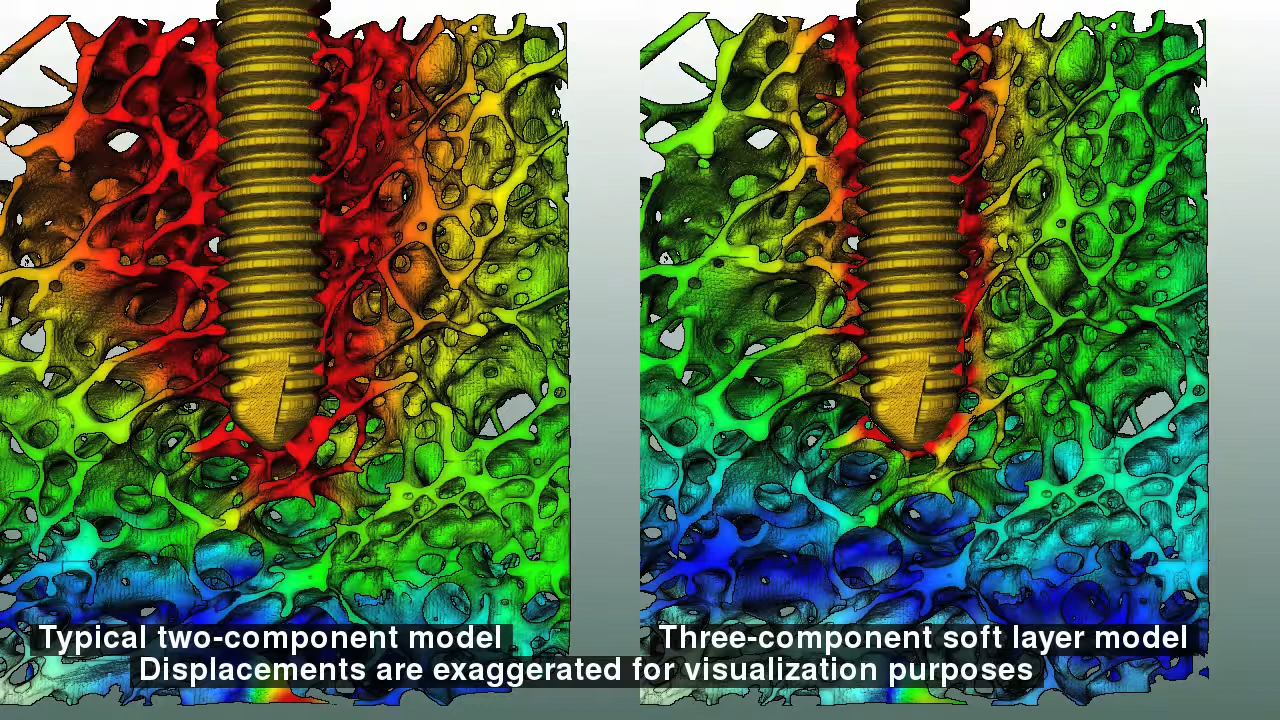 Typical two-component model
Three-component soft layer model
Displacements are exaggerated for visualization purposes